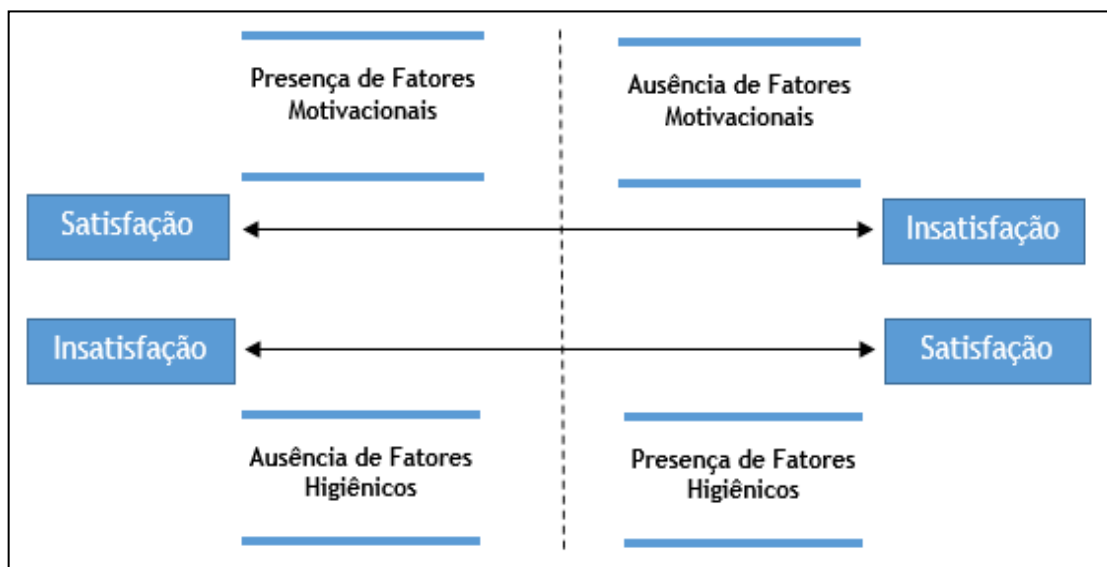 Presença de Fatores
Motivacionais
Ausência de Fatores
Motivacionais
Satisfação
Insatisfação
Insatisfação
Satisfação
Ausência de Fatores
Higiênicos
Presença de Fatores
Higiênicos